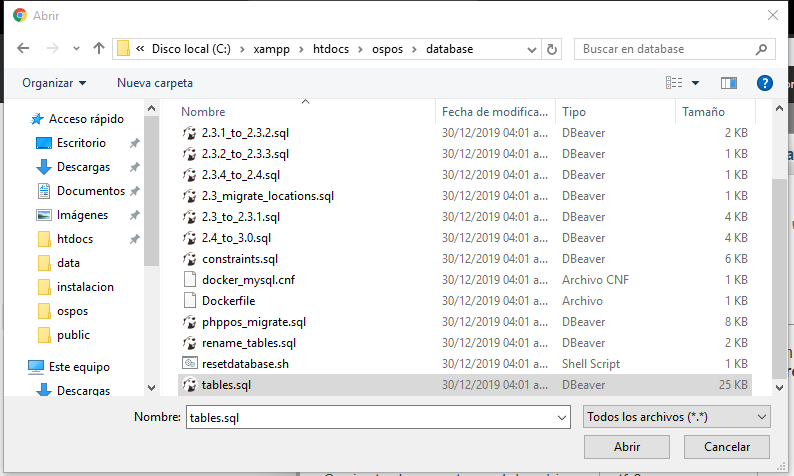 Abrir
« Disco local (C:) > xampp > htdocs > ospos > database
Buscar en database
Organizar
Nueva carpeta
Acceso rápido
Escritorio
Descargas
Documentos
Imágenes
htdocs
data
instalacion
ospos
public
Este equipo
Descargas
Nombre Fecha de modifica... Tipo Tamaño
2.3.1_to_2.3.2.sql 30/12/2019 04:01 a... DBeaver 2 KB
2.3.2_to_2.3.3.sql 30/12/2019 04:01 a... DBeaver 1 KB
2.3.4_to_2.4.sql 30/12/2019 04:01 a... DBeaver 1 KB
2.3_migrate_locations.sql 30/12/2019 04:01 a... DBeaver 1 KB
2.3_to_2.3.1.sql 30/12/2019 04:01 a... DBeaver 4 KB
2.4_to_3.0.sql 30/12/2019 04:01 a... DBeaver 4 KB
constraints.sql 30/12/2019 04:01 a... DBeaver 6 KB
docker_mysql.cnf 30/12/2019 04:01 a... Archivo CNF 1 KB
Dockerfile 30/12/2019 04:01 a... Archivo 1 KB
phppos_migrate.sql 30/12/2019 04:01 a... DBeaver 8 KB
rename_tables.sql 30/12/2019 04:01 a... DBeaver 2 KB
resetdatabase.sh 30/12/2019 04:01 a... Shell Script 1 KB
tables.sql 30/12/2019 04:01 a... DBeaver 25 KB
Nombre: tables.sql
Todos los archivos (*.*)
Abrir
Cancelar